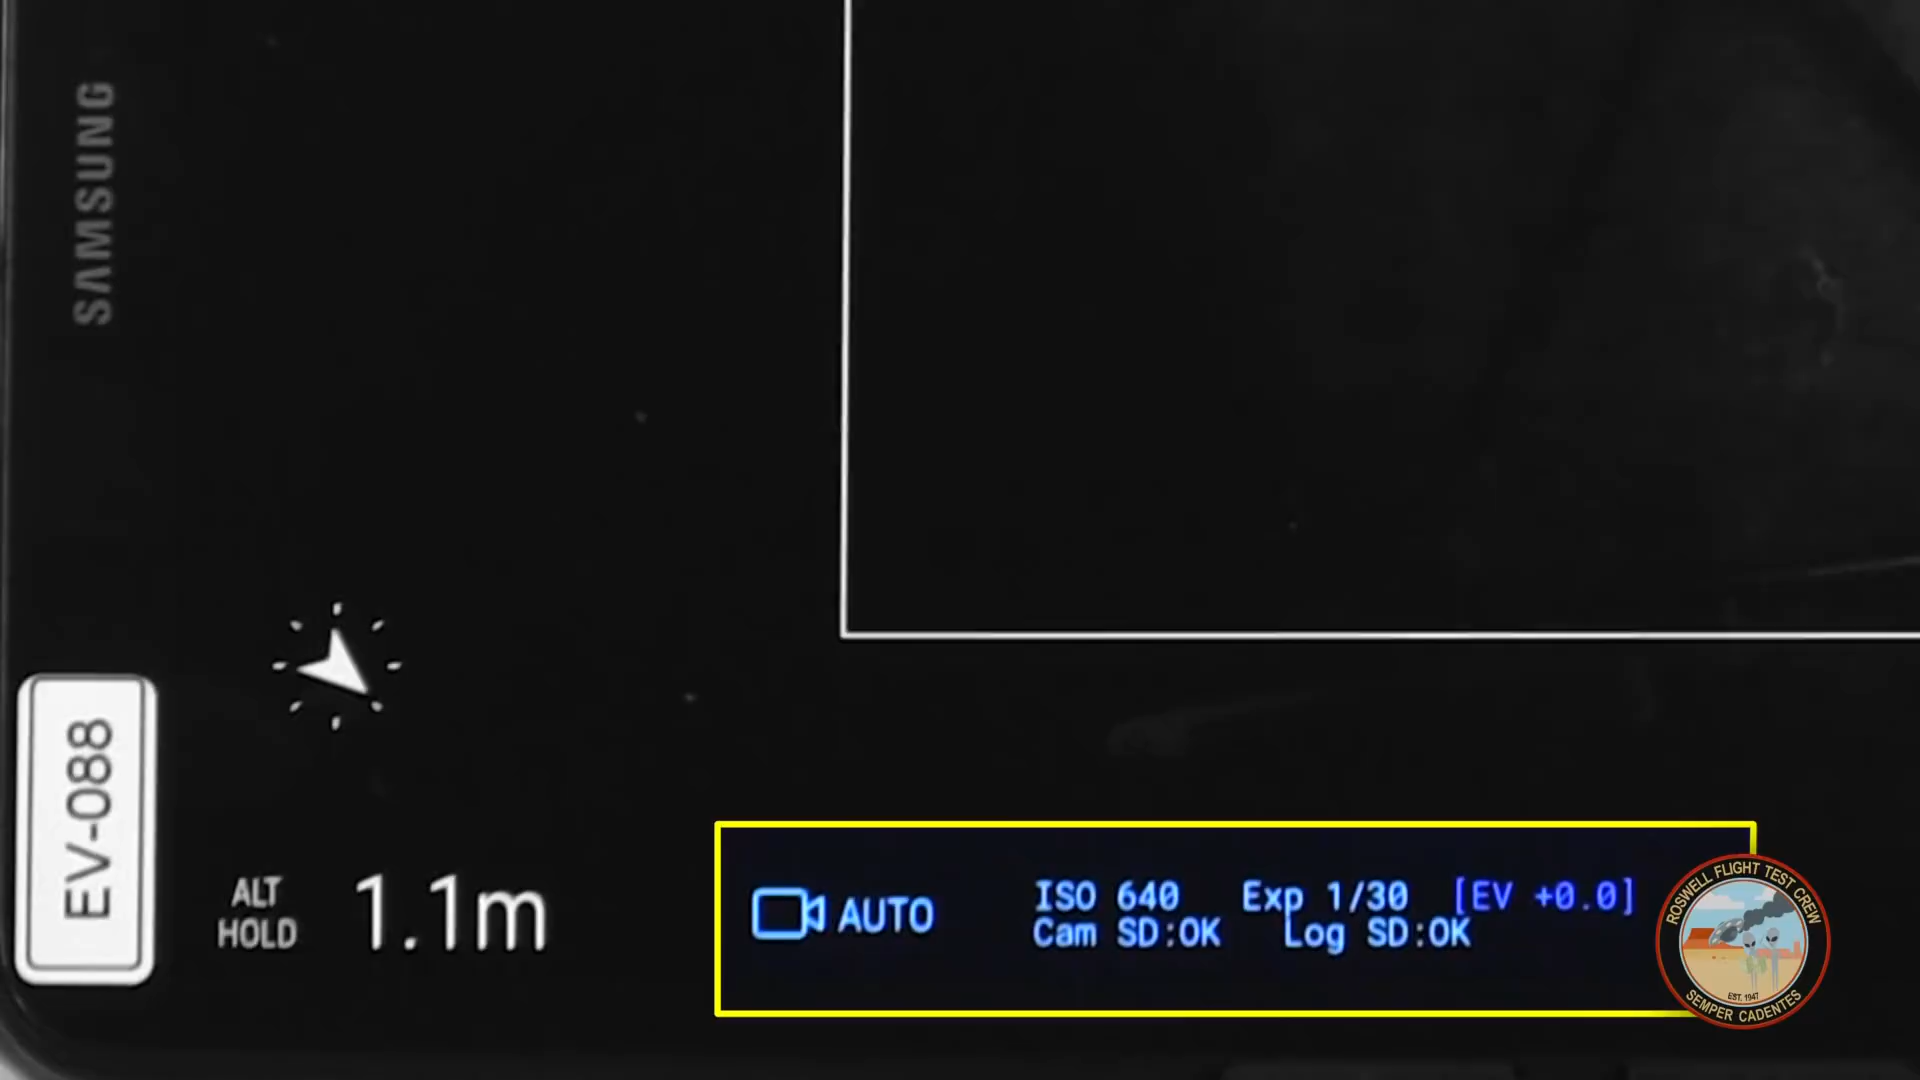 SAMSUNG
EV-088
ALT
HOLD
1.1m
AUTO
ISO 640 Exp 1/30 [EV +0.0]
Cam SD:OK Log SD:OK
ROSWELL FLIGHT TEST CREW
EST. 1947
SEMPER CADENTES